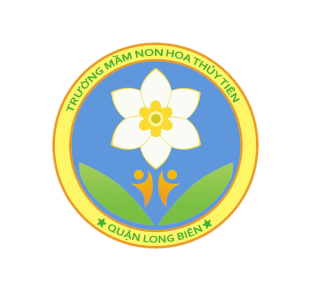 TRƯỜNG MẦM NON HOA THỦY TIÊN
QUẬN LONG BIÊN